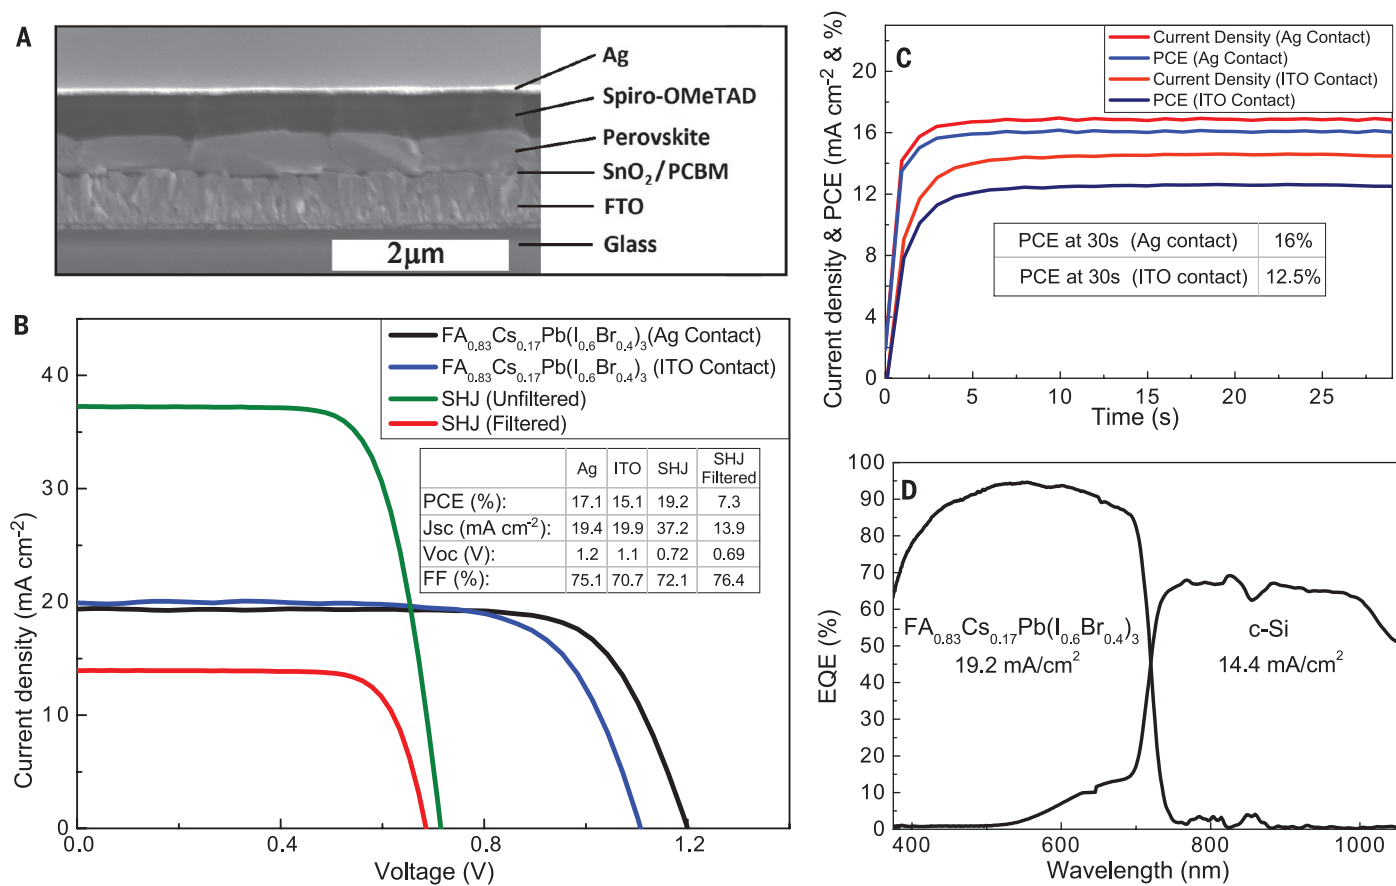 A
Ag
Spiro-OMeTAD
Perovskite
SnO₂/PCBM
FTO
Glass
2μm
B
FA₀.₈₃Cs₀.₁₇Pb(I₀.₆Br₀.₄)₃(Ag Contact)
FA₀.₈₃Cs₀.₁₇Pb(I₀.₆Br₀.₄)₃ (ITO Contact)
SHJ (Unfiltered)
SHJ (Filtered)
Ag ITO SHJ SHJ Filtered
PCE (%): 17.1 15.1 19.2 7.3
Jsc (mA cm⁻²): 19.4 19.9 37.2 13.9
Voc (V): 1.2 1.1 0.72 0.69
FF (%): 75.1 70.7 72.1 76.4
40
30
20
10
0
Current density (mA cm⁻²)
0.0 0.4 0.8 1.2
Voltage (V)
C
Current Density (Ag Contact)
PCE (Ag Contact)
Current Density (ITO Contact)
PCE (ITO Contact)
PCE at 30s (Ag contact) 16%
PCE at 30s (ITO contact) 12.5%
20
16
12
8
4
0
Current density & PCE (mA cm⁻² & %)
0 5 10 15 20 25
Time (s)
D
100
90
80
70
60
50
40
30
20
10
0
EQE (%)
FA₀.₈₃Cs₀.₁₇Pb(I₀.₆Br₀.₄)₃
19.2 mA/cm²
c-Si
14.4 mA/cm²
400 600 800 1000
Wavelength (nm)